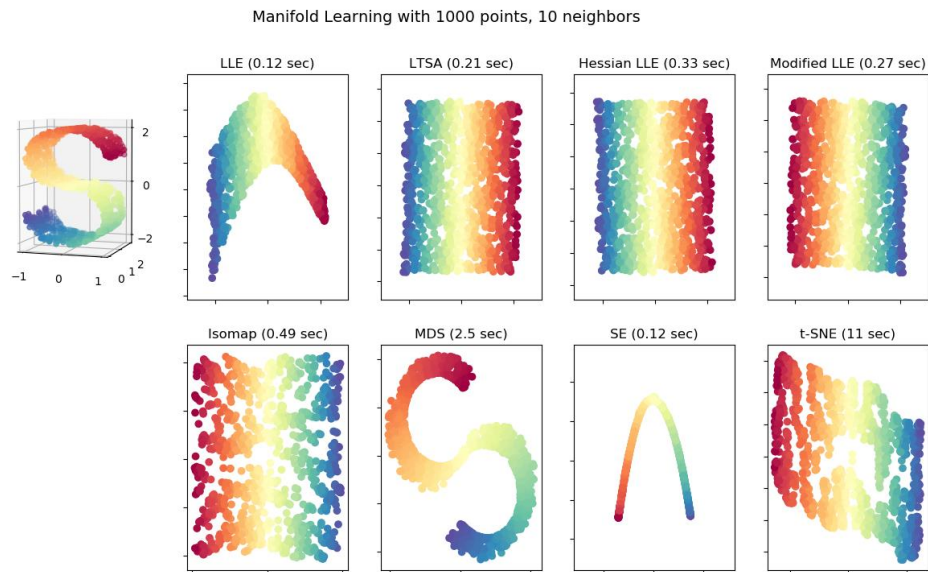 Manifold Learning with 1000 points, 10 neighbors
LLE (0.12 sec)
LTSA (0.21 sec)
Hessian LLE (0.33 sec)
Modified LLE (0.27 sec)
2
0
−2
−1
0
1
0
1
2
Isomap (0.49 sec)
MDS (2.5 sec)
SE (0.12 sec)
t-SNE (11 sec)